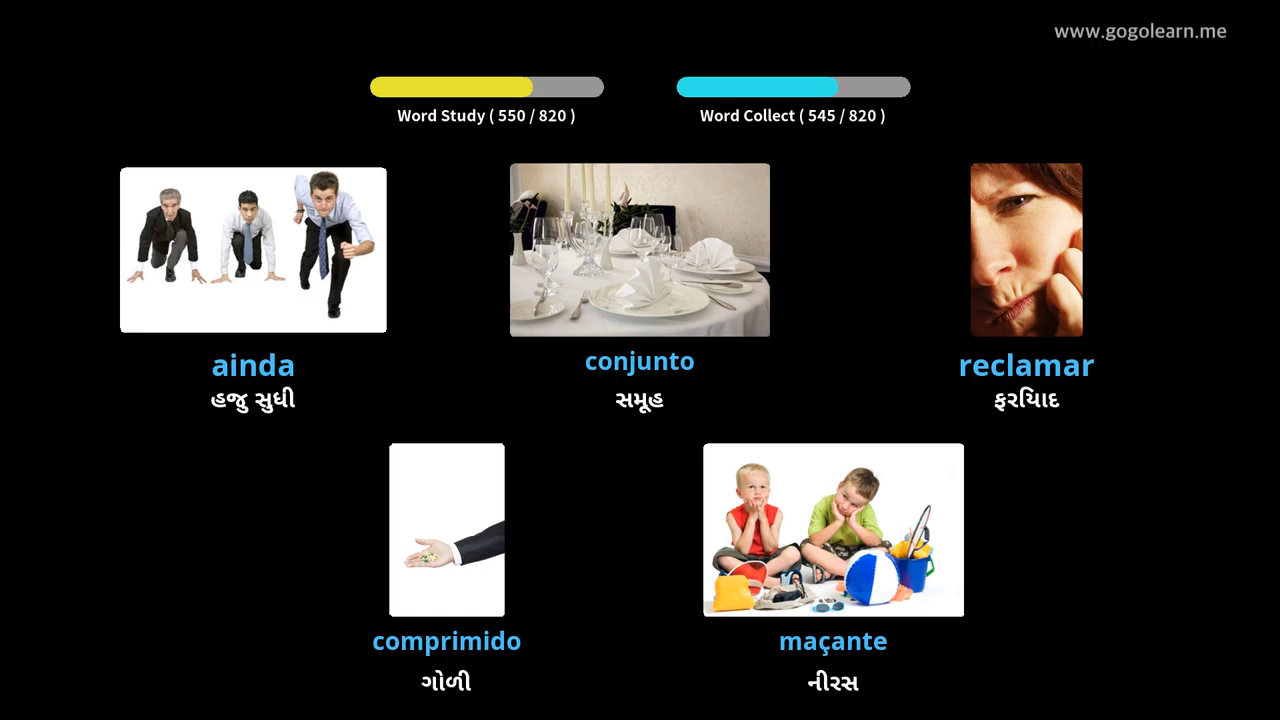 www.gogolearn.me
Word Study ( 550 / 820 )
Word Collect ( 545 / 820 )
ainda
હજુ સુધી
conjunto
સમૂહ
reclamar
ફરિયાદ
comprimido
ગોળી
maçante
નીરસ